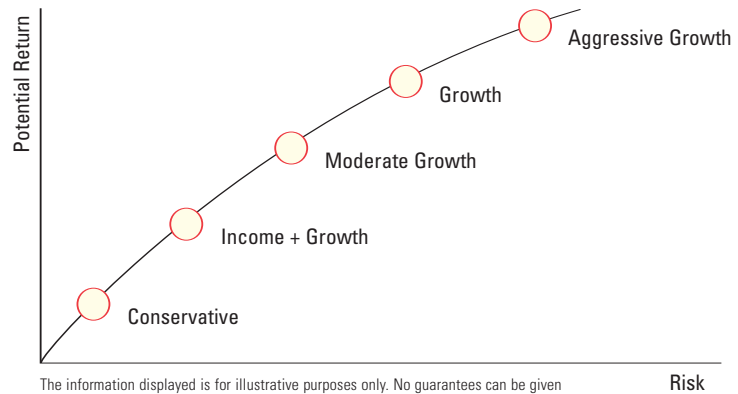 Potential Return
Aggressive Growth
Growth
Moderate Growth
Income + Growth
Conservative
The information displayed is for illustrative purposes only. No guarantees can be given
Risk